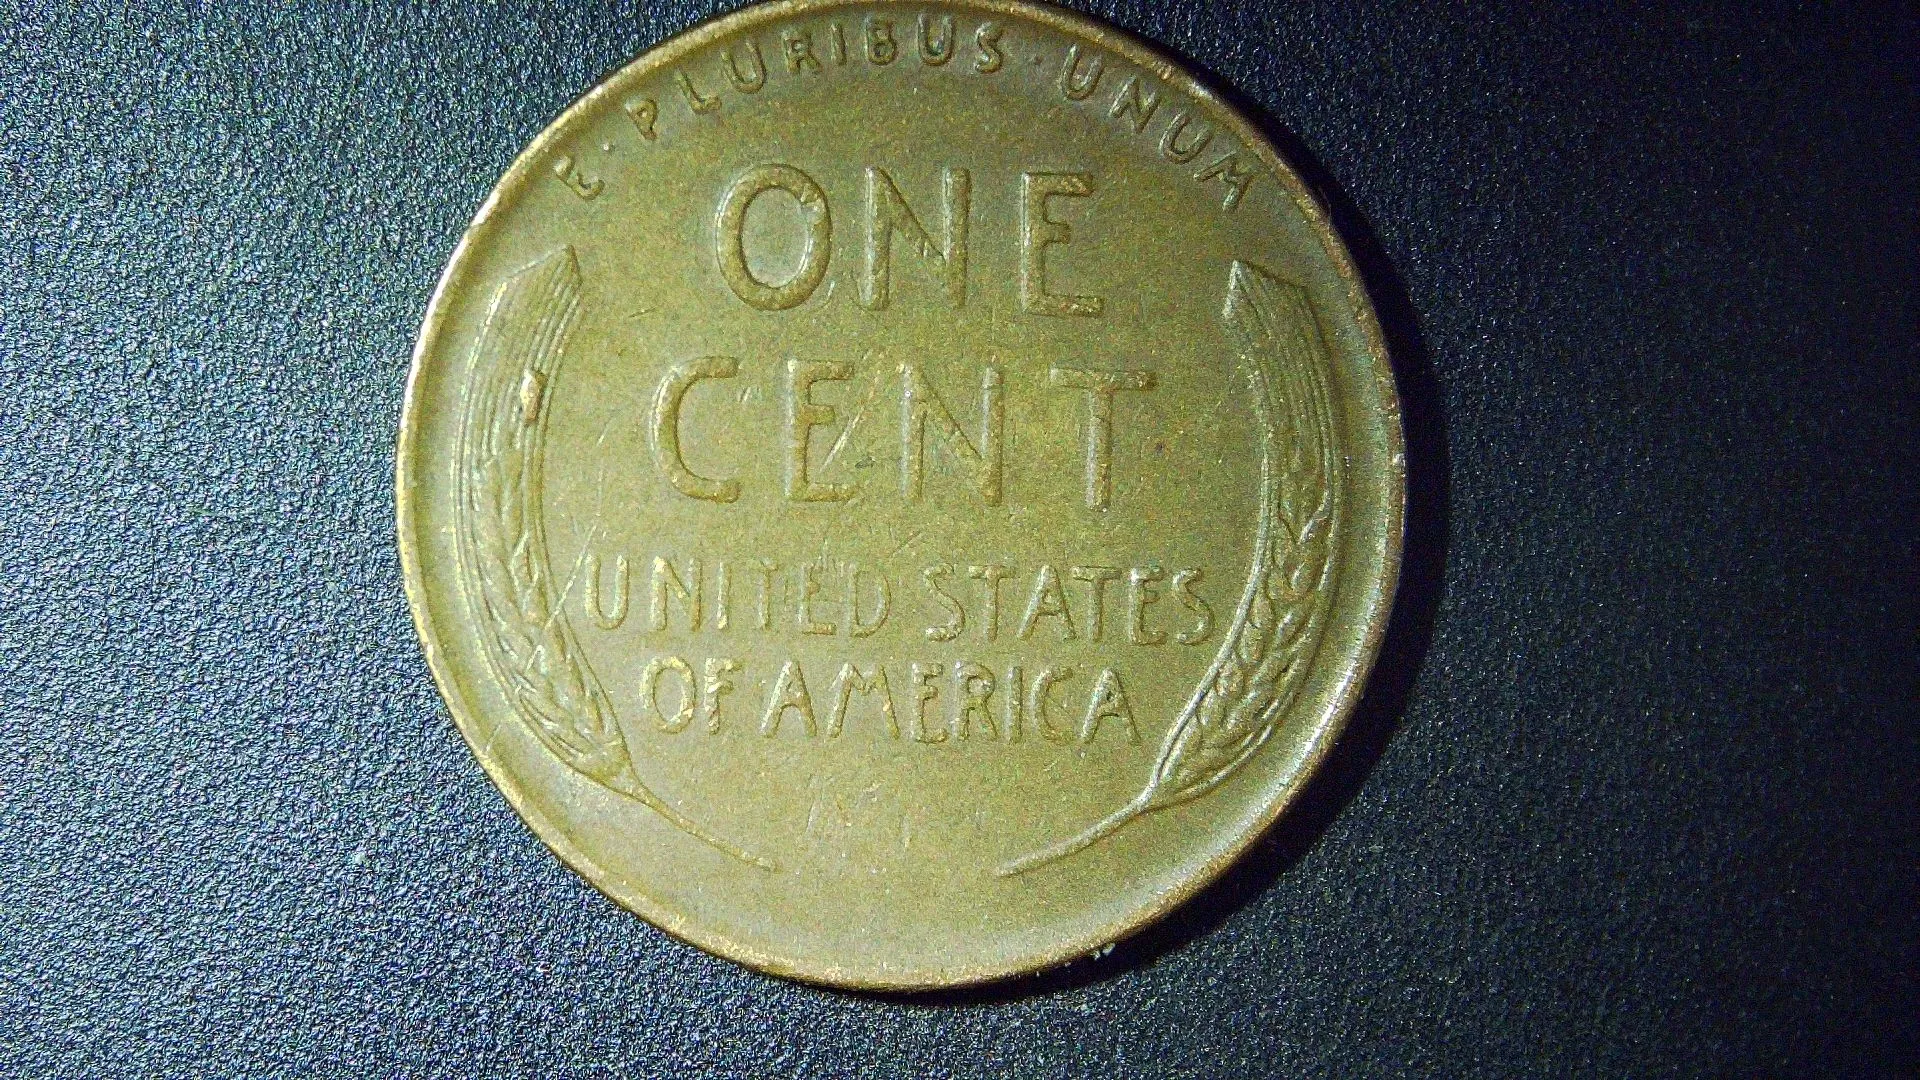 E · PLURIBUS · UNUM
ONE
CENT
UNITED STATES
OF AMERICA